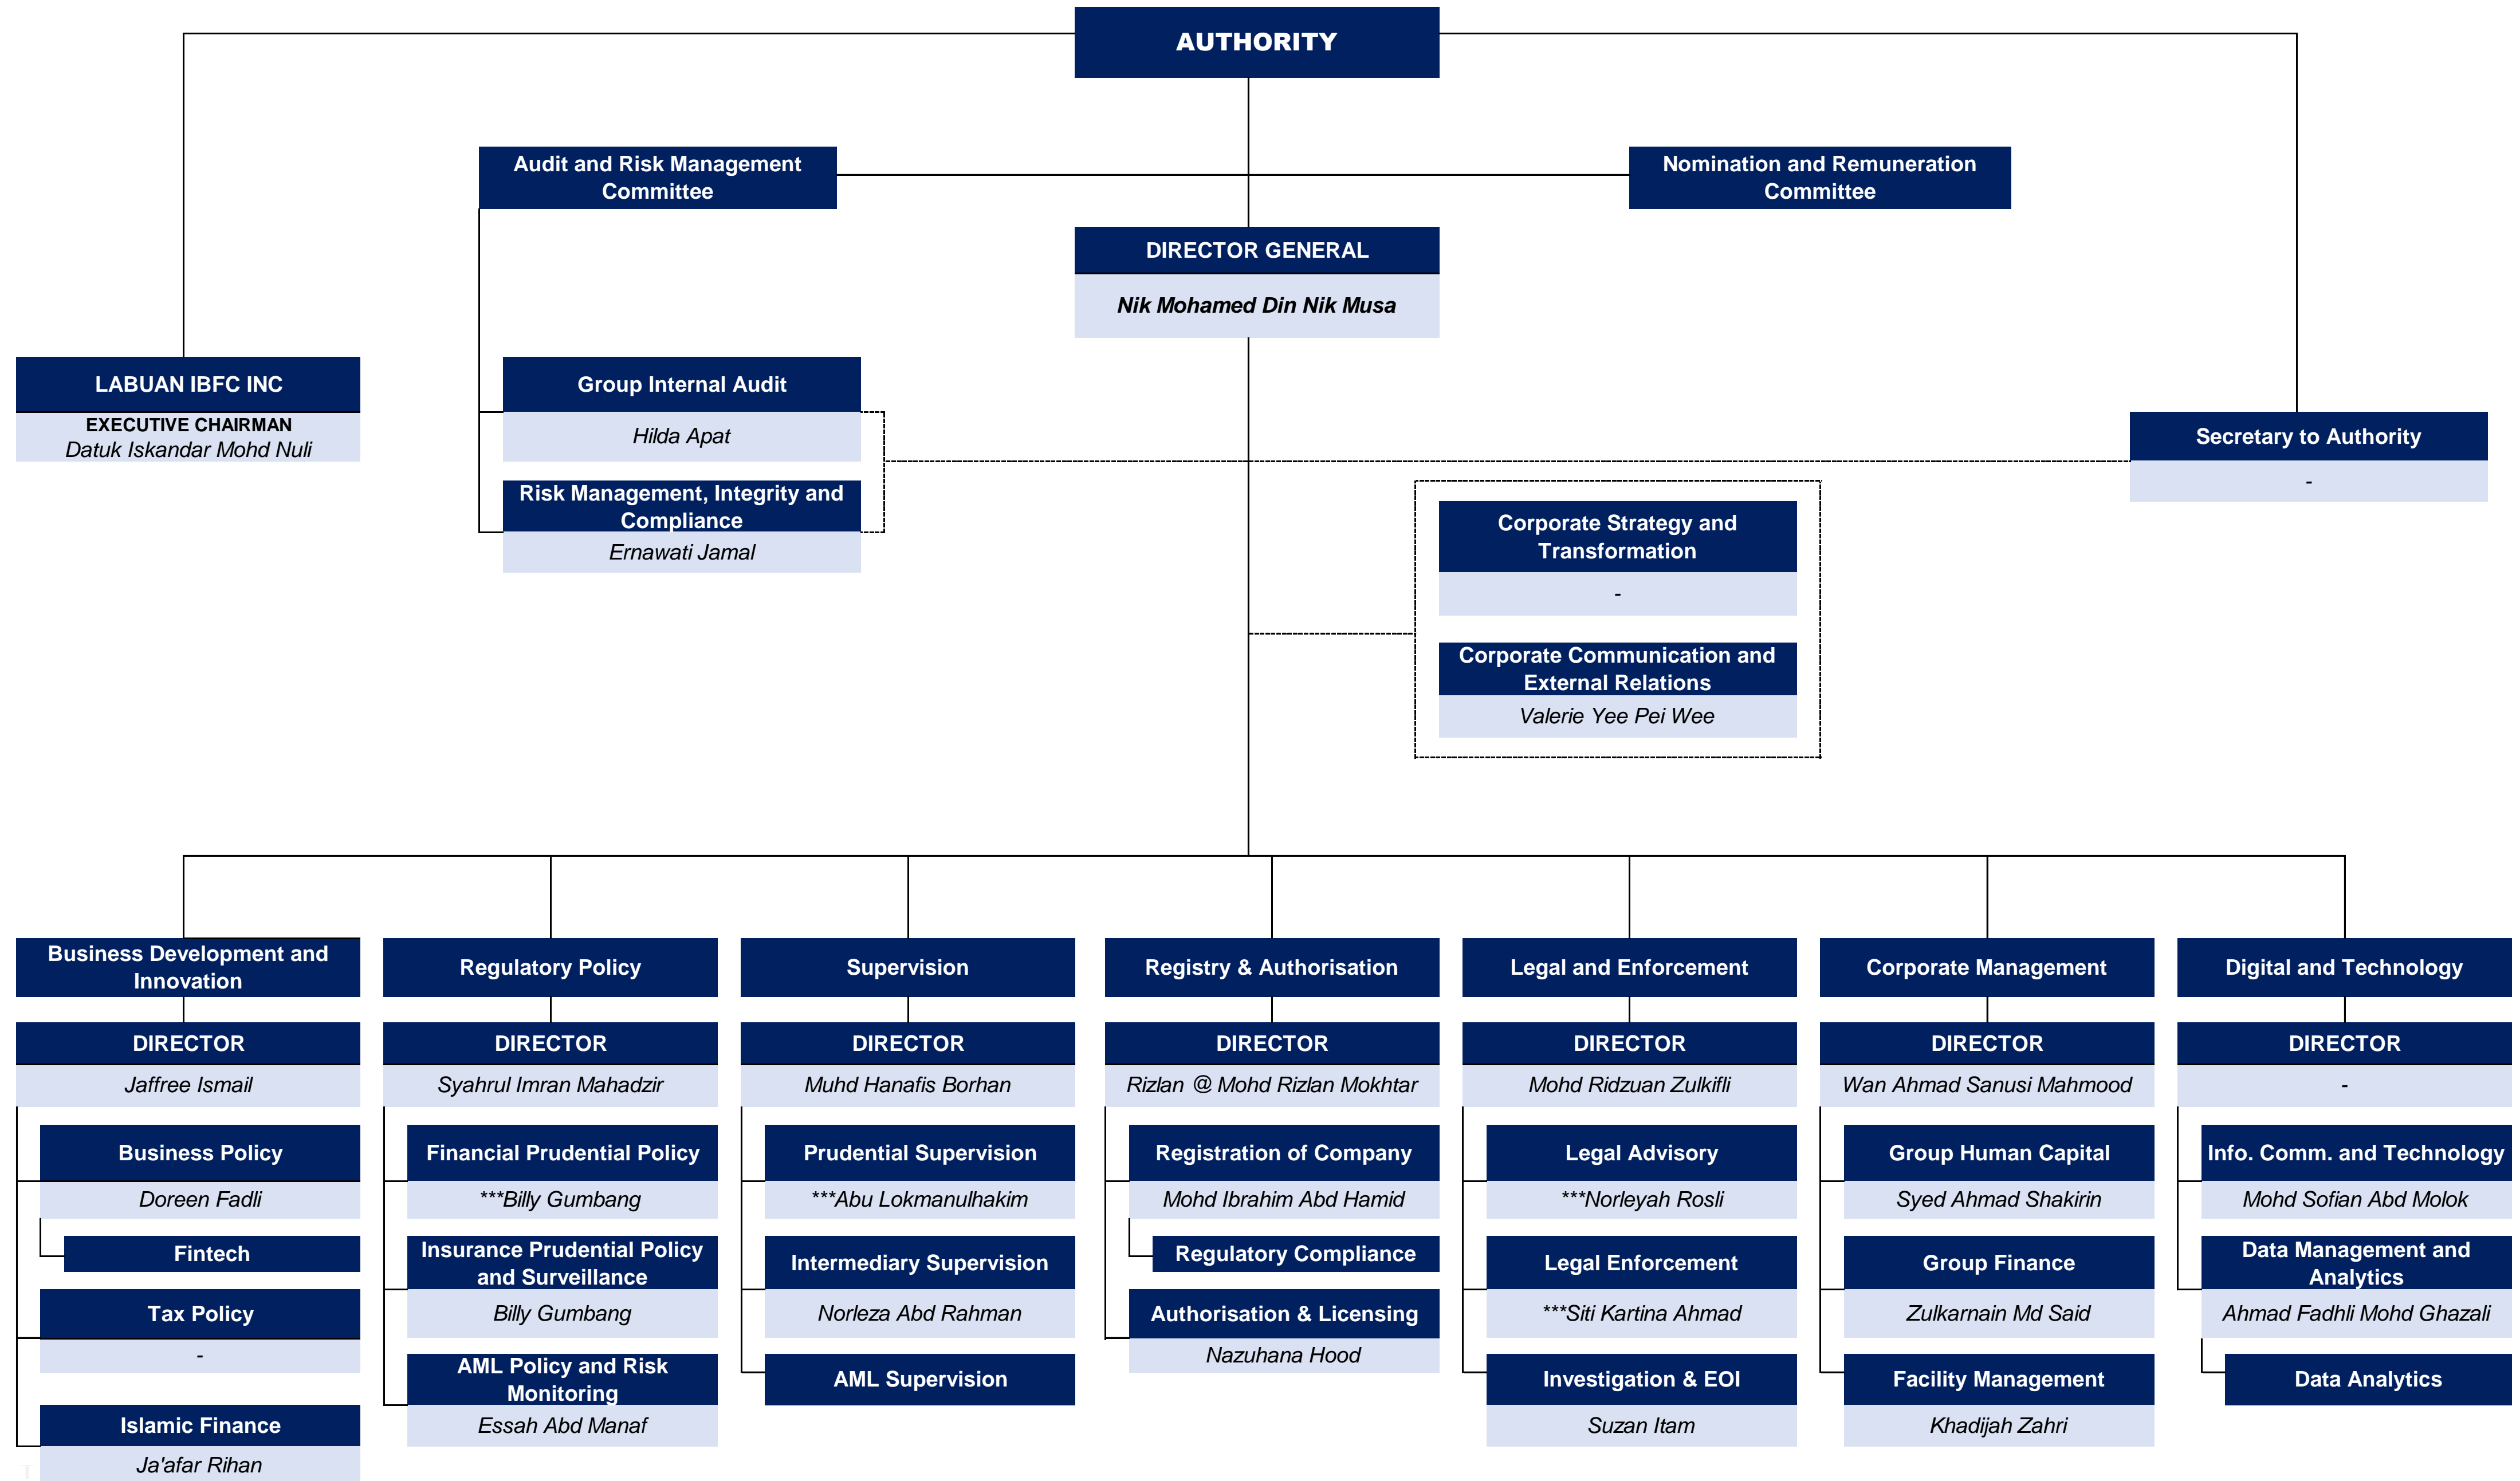 AUTHORITY
Audit and Risk Management
Committee
Nomination and Remuneration
Committee
DIRECTOR GENERAL
Nik Mohamed Din Nik Musa
LABUAN IBFC INC
EXECUTIVE CHAIRMAN
Datuk Iskandar Mohd Nuli
Group Internal Audit
Hilda Apat
Risk Management, Integrity and
Compliance
Ernawati Jamal
Secretary to Authority
-
Corporate Strategy and
Transformation
-
Corporate Communication and
External Relations
Valerie Yee Pei Wee
Business Development and
Innovation
DIRECTOR
Jaffree Ismail
Business Policy
Doreen Fadli
Fintech
Tax Policy
-
Islamic Finance
Ja'afar Rihan
Regulatory Policy
DIRECTOR
Syahrul Imran Mahadzir
Financial Prudential Policy
***Billy Gumbang
Insurance Prudential Policy
and Surveillance
Billy Gumbang
AML Policy and Risk
Monitoring
Essah Abd Manaf
Supervision
DIRECTOR
Muhd Hanafis Borhan
Prudential Supervision
***Abu Lokmanulhakim
Intermediary Supervision
Norleza Abd Rahman
AML Supervision
Registry & Authorisation
DIRECTOR
Rizlan @ Mohd Rizlan Mokhtar
Registration of Company
Mohd Ibrahim Abd Hamid
Regulatory Compliance
Authorisation & Licensing
Nazuhana Hood
Legal and Enforcement
DIRECTOR
Mohd Ridzuan Zulkifli
Legal Advisory
***Norleyah Rosli
Legal Enforcement
***Siti Kartina Ahmad
Investigation & EOI
Suzan Itam
Corporate Management
DIRECTOR
Wan Ahmad Sanusi Mahmood
Group Human Capital
Syed Ahmad Shakirin
Group Finance
Zulkarnain Md Said
Facility Management
Khadijah Zahri
Digital and Technology
DIRECTOR
-
Info. Comm. and Technology
Mohd Sofian Abd Molok
Data Management and
Analytics
Ahmad Fadhli Mohd Ghazali
Data Analytics